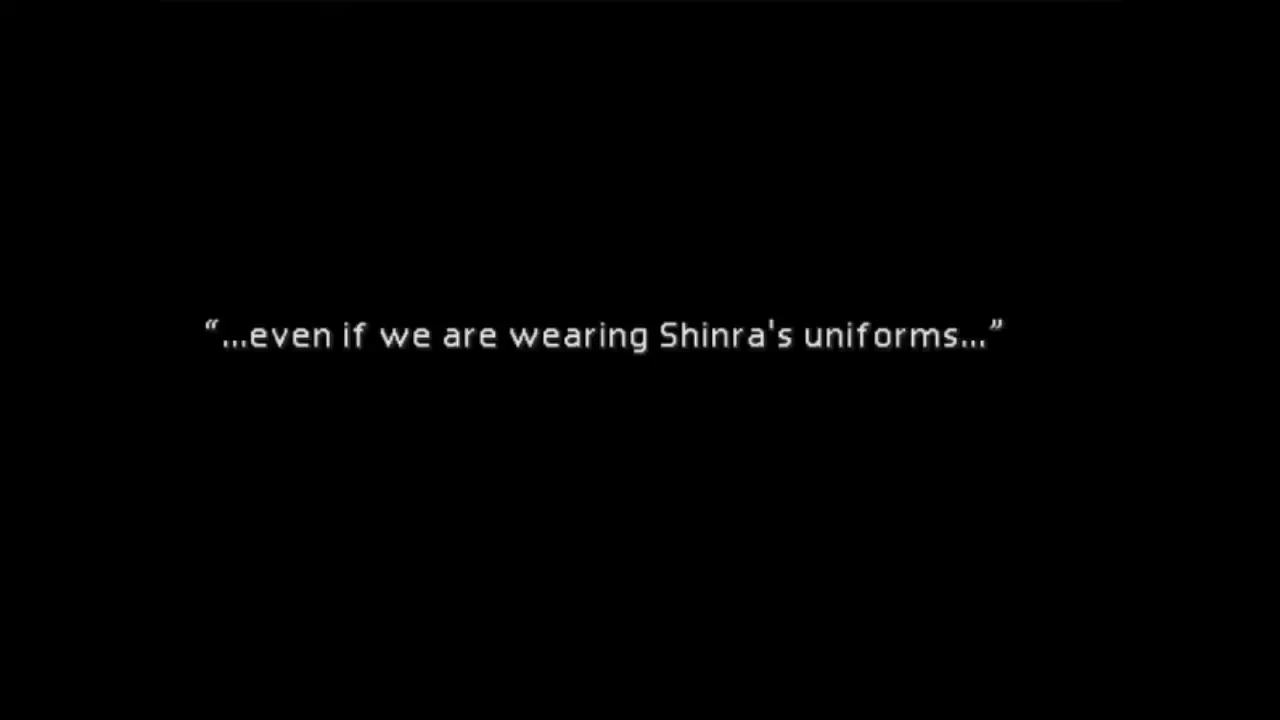 “...even if we are wearing Shinra's uniforms...”